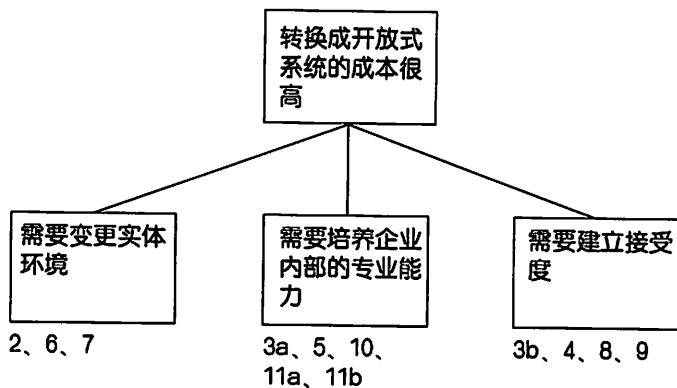 转换成开放式
系统的成本很
高
需要变更实体
环境
需要培养企业
内部的专业能
力
需要建立接受
度
2、6、7
3a、5、10、
11a、11b
3b、4、8、9